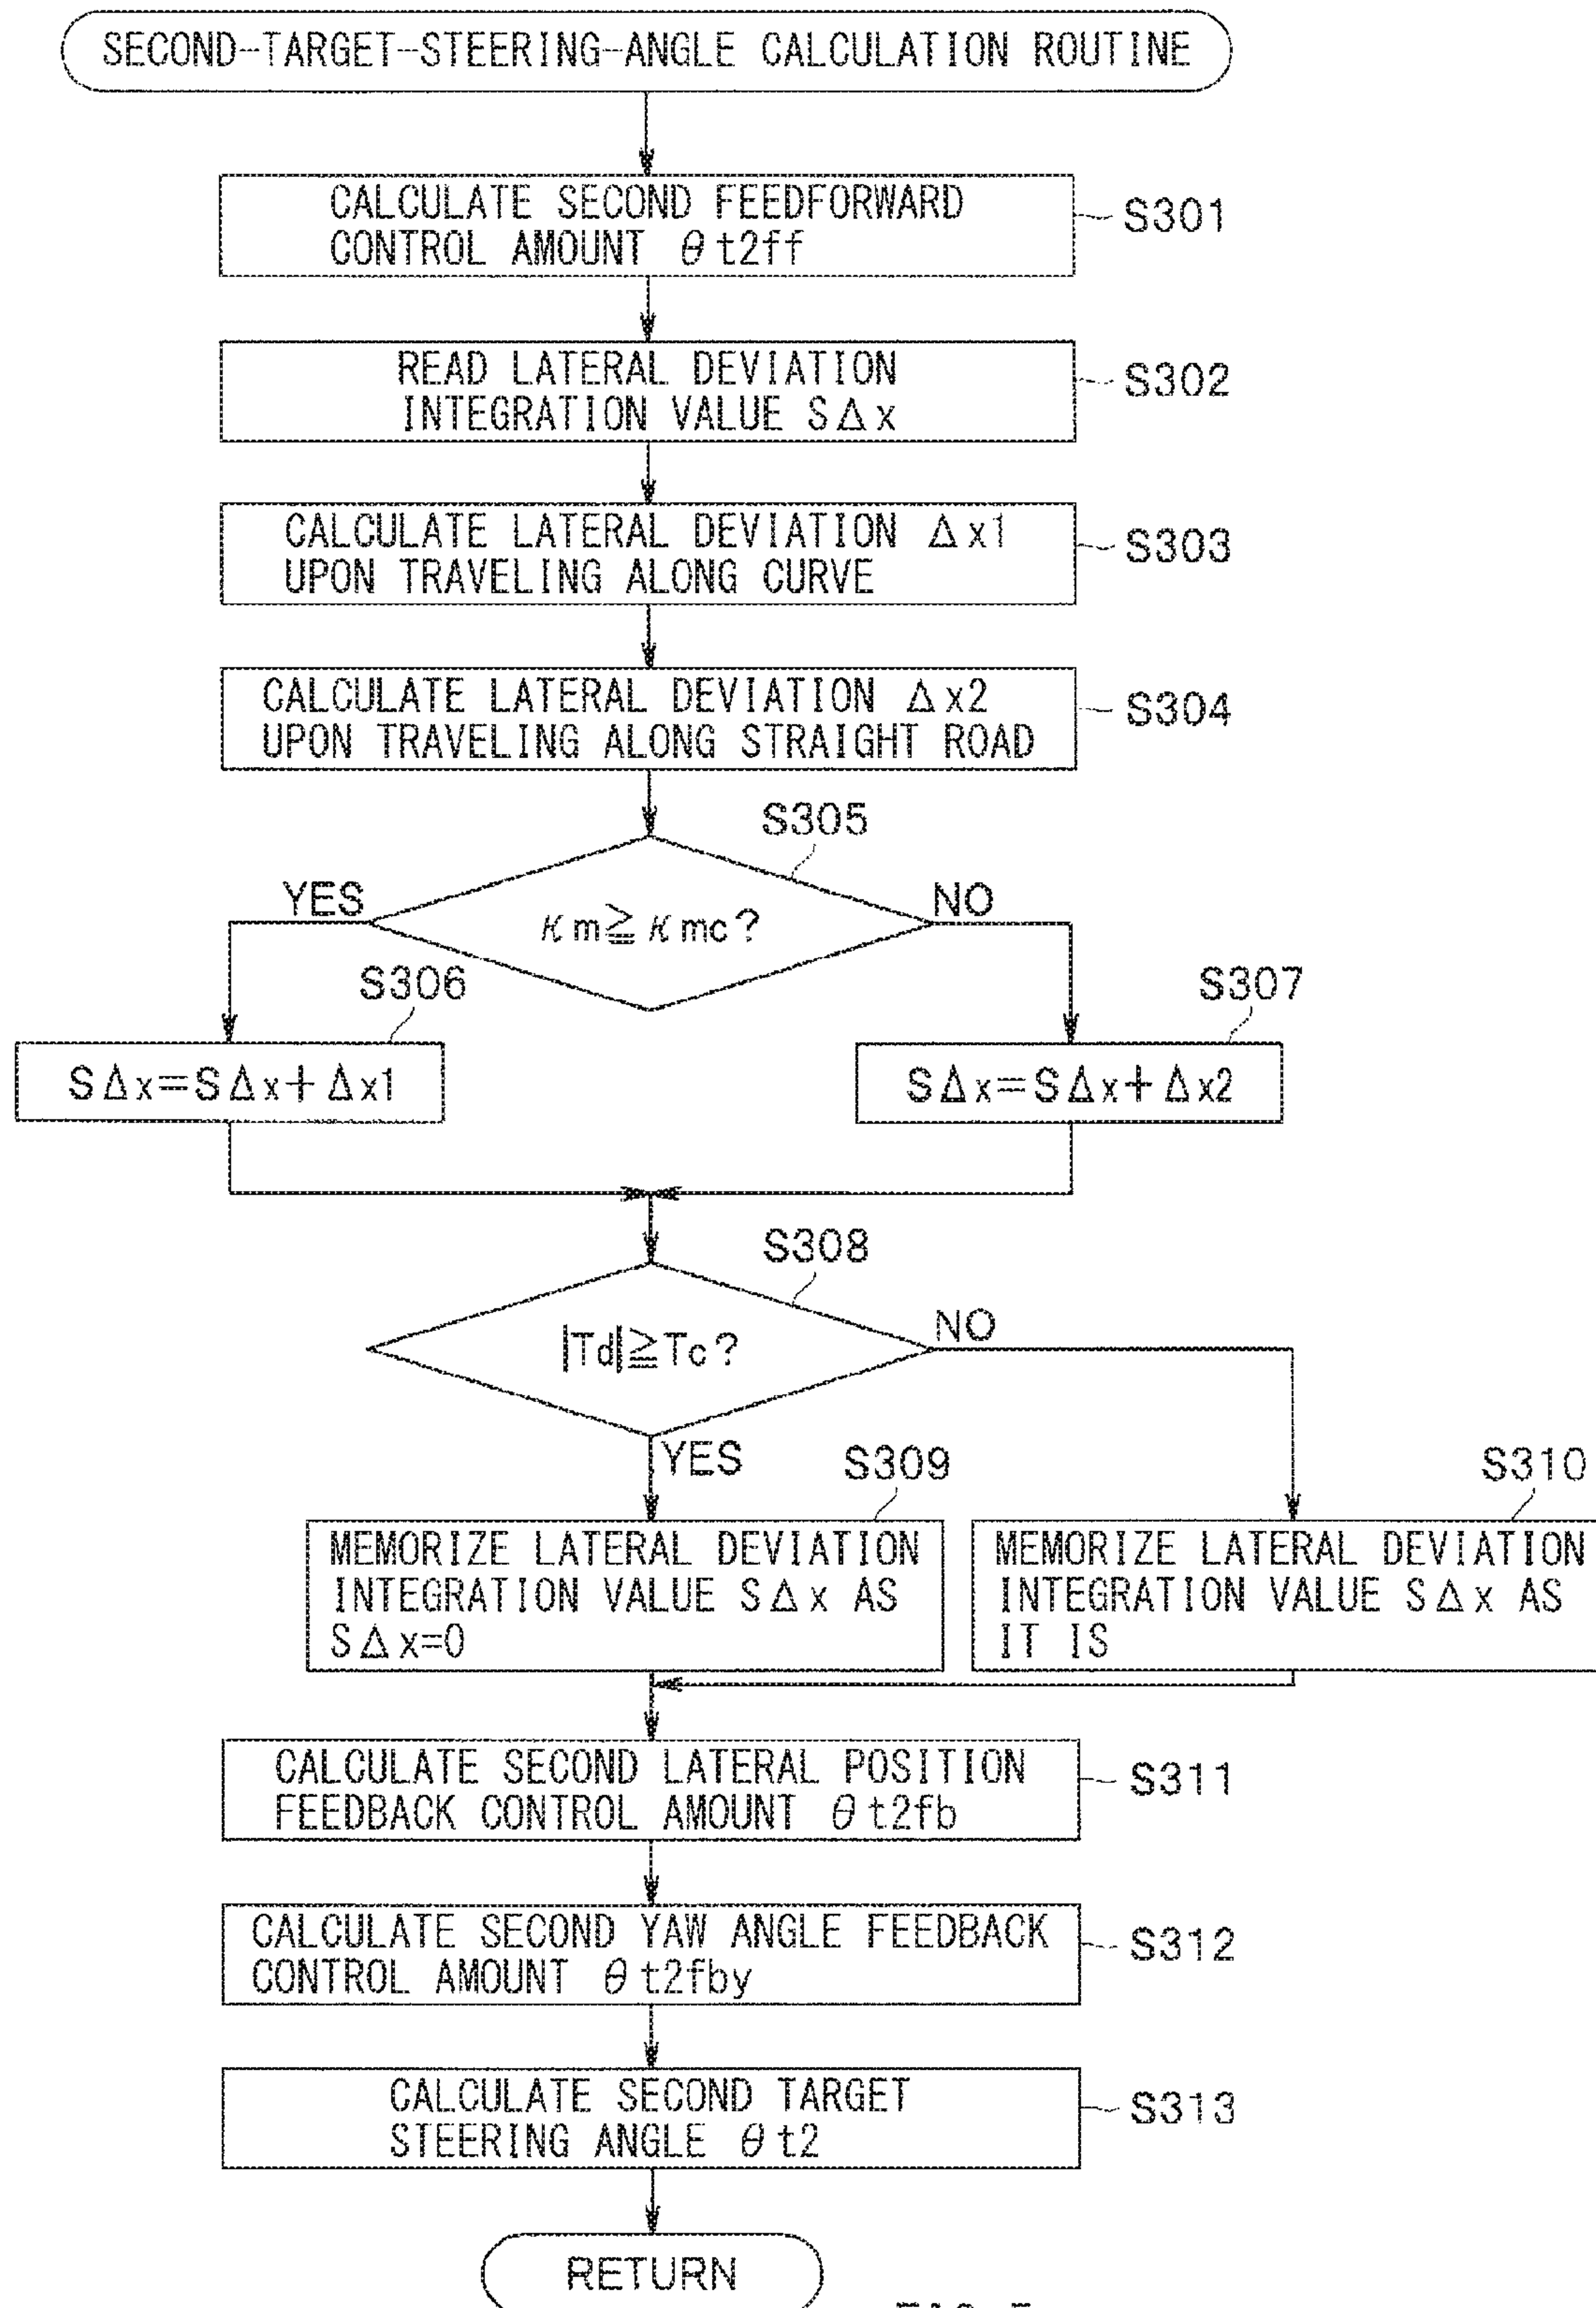 SECOND-TARGET-STEERING-ANGLE CALCULATION ROUTINE
CALCULATE SECOND FEEDFORWARD
CONTROL AMOUNT θt2ff
S301
READ LATERAL DEVIATION
INTEGRATION VALUE SΔx
S302
CALCULATE LATERAL DEVIATION Δx1
UPON TRAVELING ALONG CURVE
S303
CALCULATE LATERAL DEVIATION Δx2
UPON TRAVELING ALONG STRAIGHT ROAD
S304
S305
YES
κm≧κmc?
NO
S306
S307
SΔx=SΔx+Δx1
SΔx=SΔx+Δx2
S308
|Td|≧Tc?
NO
YES
S309
S310
MEMORIZE LATERAL DEVIATION
INTEGRATION VALUE SΔx AS
SΔx=0
MEMORIZE LATERAL DEVIATION
INTEGRATION VALUE SΔx AS
IT IS
CALCULATE SECOND LATERAL POSITION
FEEDBACK CONTROL AMOUNT θt2fb
S311
CALCULATE SECOND YAW ANGLE FEEDBACK
CONTROL AMOUNT θt2fby
S312
CALCULATE SECOND TARGET
STEERING ANGLE θt2
S313
RETURN